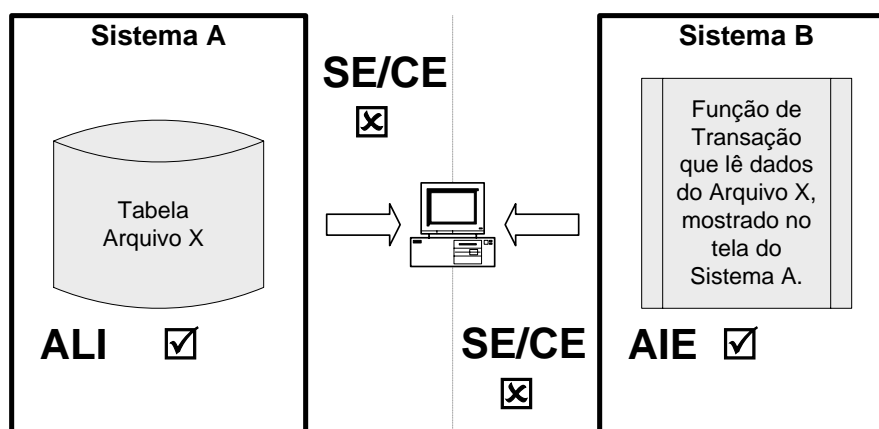 Sistema A
SE/CE
Tabela
Arquivo X
ALI
Sistema B
Função de
Transação
que lê dados
do Arquivo X,
mostrado no
tela do
Sistema A.
SE/CE
AIE